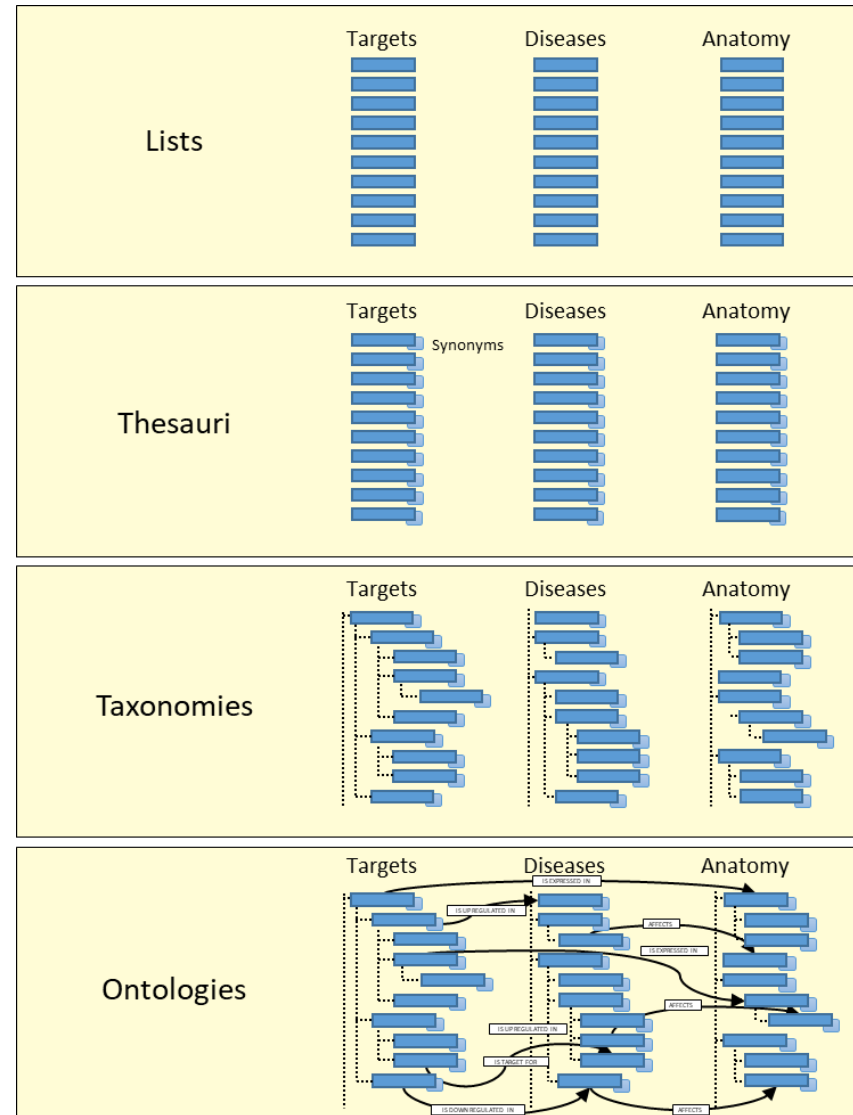 Targets Diseases Anatomy
Lists
Targets Diseases Anatomy
Synonyms
Thesauri
Targets Diseases Anatomy
Taxonomies
Targets Diseases Anatomy
IS EXPRESSED IN
IS UPREGULATED IN
AFFECTS
IS EXPRESSED IN
Ontologies
AFFECTS
IS UPREGULATED IN
IS TARGET FOR
IS DOWNREGULATED IN AFFECTS